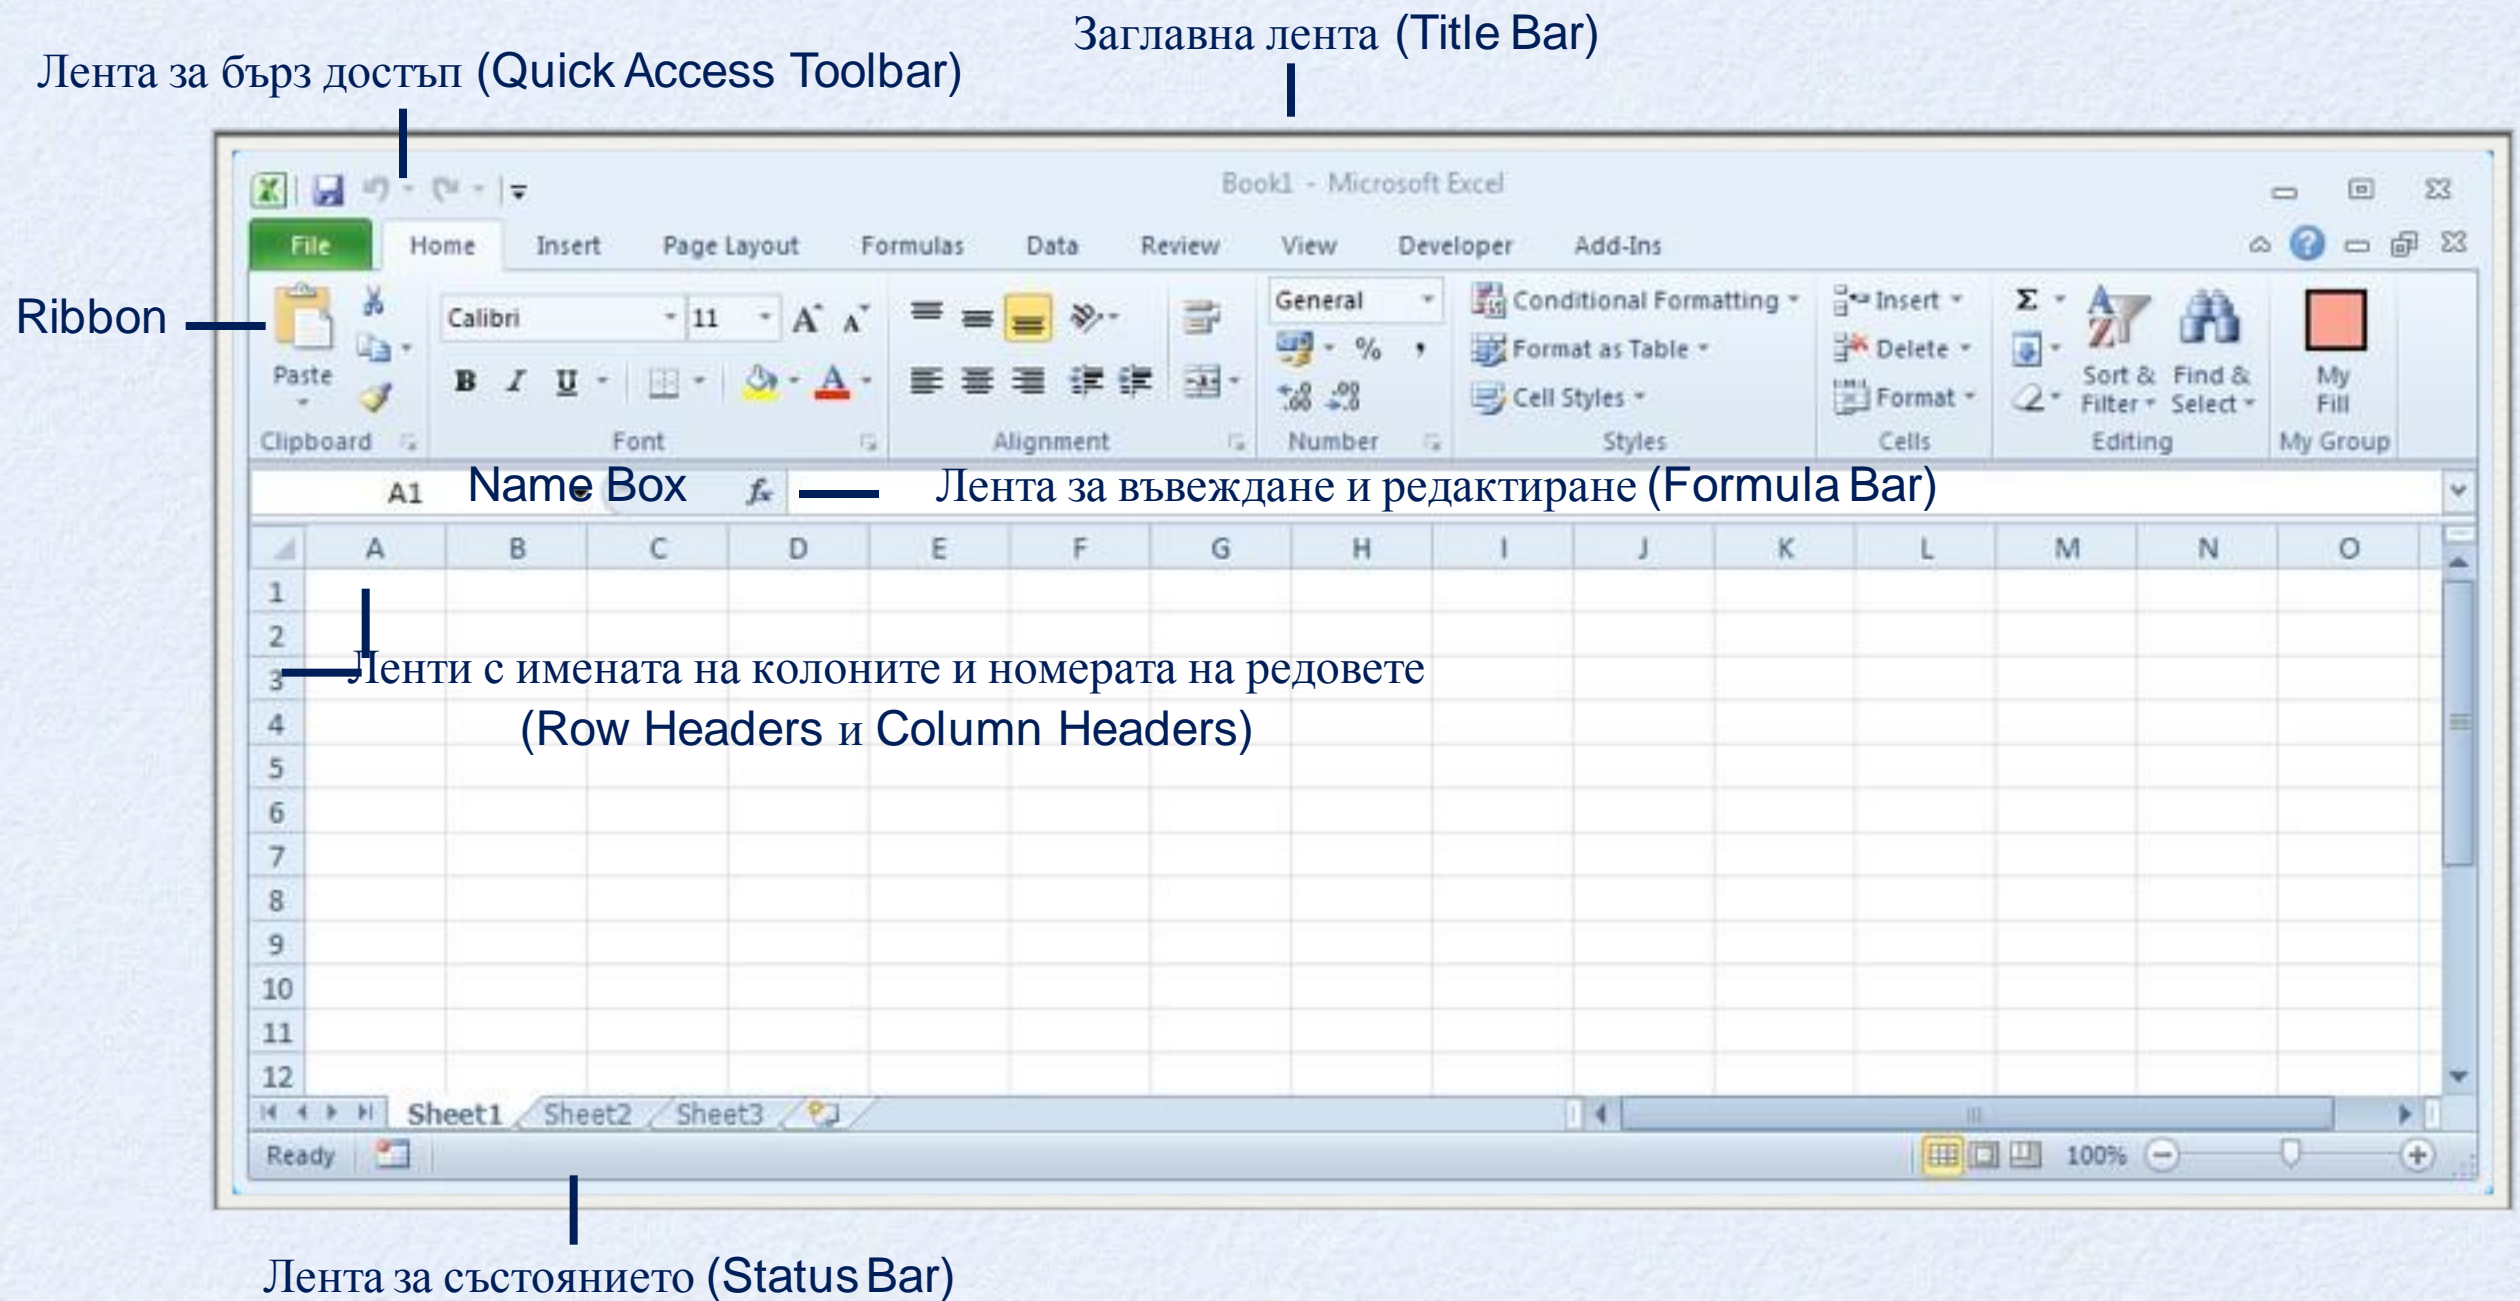 Заглавна лента (Title Bar)
Лента за бърз достъп (Quick Access Toolbar)
Book1 - Microsoft Excel
File Home Insert Page Layout Formulas Data Review View Developer Add-Ins
Ribbon
Calibri 11 General Conditional Formatting Insert Σ
% , Format as Table Delete
Paste B I U A Cell Styles Format Sort & Filter Find & Select My Fill
Clipboard Font Alignment Number Styles Cells Editing My Group
A1 Name Box fx Лента за въвеждане и редактиране (Formula Bar)
A B C D E F G H I J K L M N O
1
2
3 Ленти с имената на колоните и номерата на редовете
4 (Row Headers и Column Headers)
5
6
7
8
9
10
11
12
Sheet1 Sheet2 Sheet3
Ready 100%
Лента за състоянието (Status Bar)